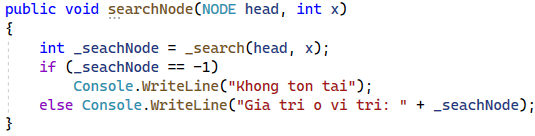 public void searchNode(NODE head, int x)
{
    int _seachNode = _search(head, x);
    if (_seachNode == -1)
        Console.WriteLine("Khong ton tai");
    else Console.WriteLine("Gia tri o vi tri: " + _seachNode);
}